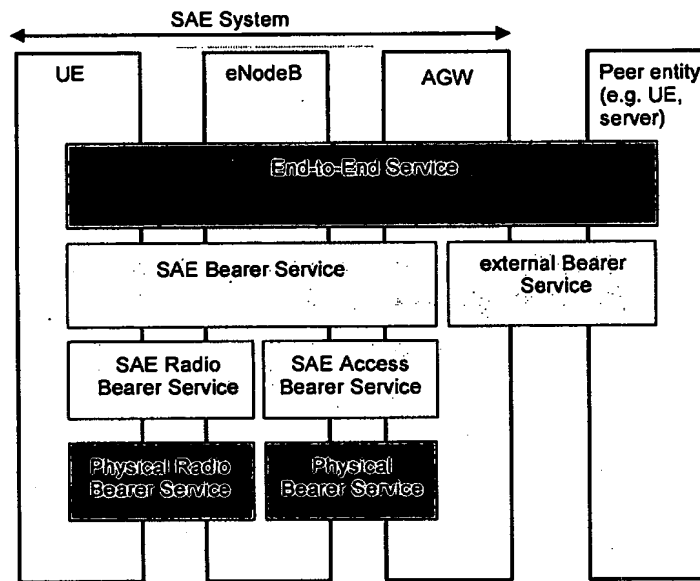 SAE System
UE
eNodeB
AGW
Peer entity
(e.g. UE,
server)
End-to-End Service
SAE Bearer Service
external Bearer
Service
SAE Radio
Bearer Service
SAE Access
Bearer Service
Physical Radio
Bearer Service
Physical
Bearer Service